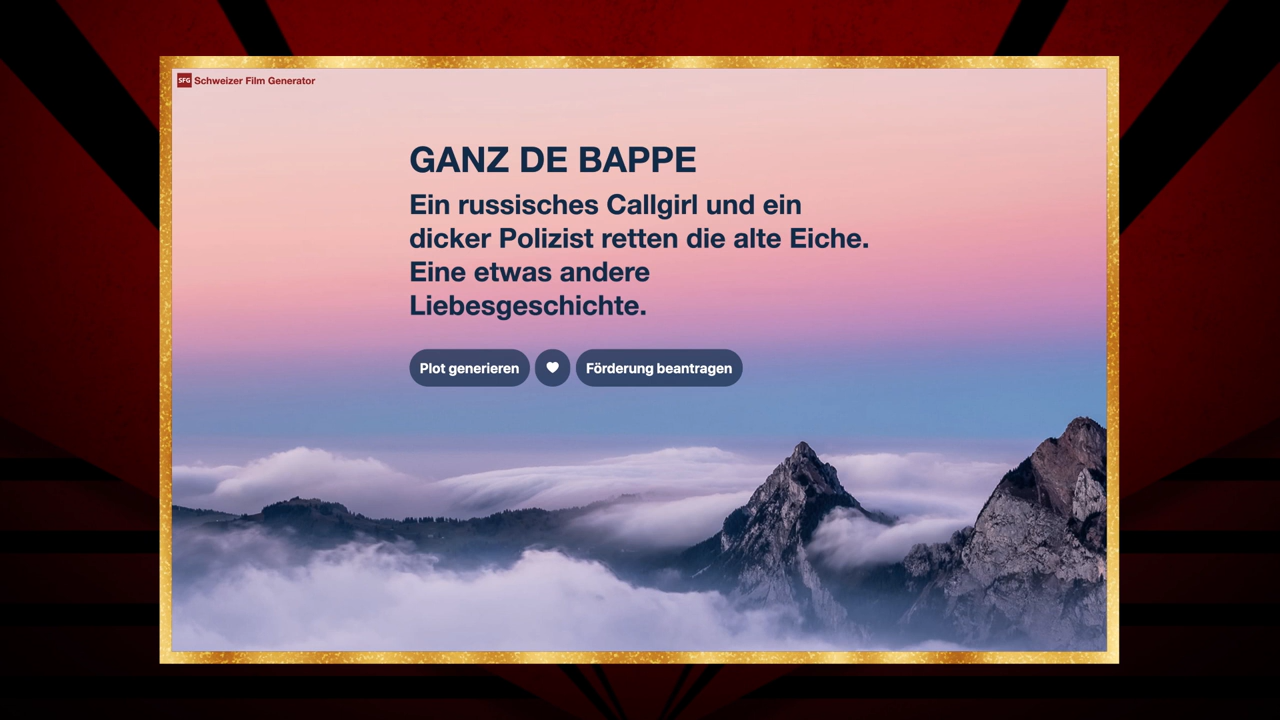 SFG Schweizer Film Generator
GANZ DE BAPPE
Ein russisches Callgirl und ein
dicker Polizist retten die alte Eiche.
Eine etwas andere
Liebesgeschichte.
Plot generieren
Förderung beantragen